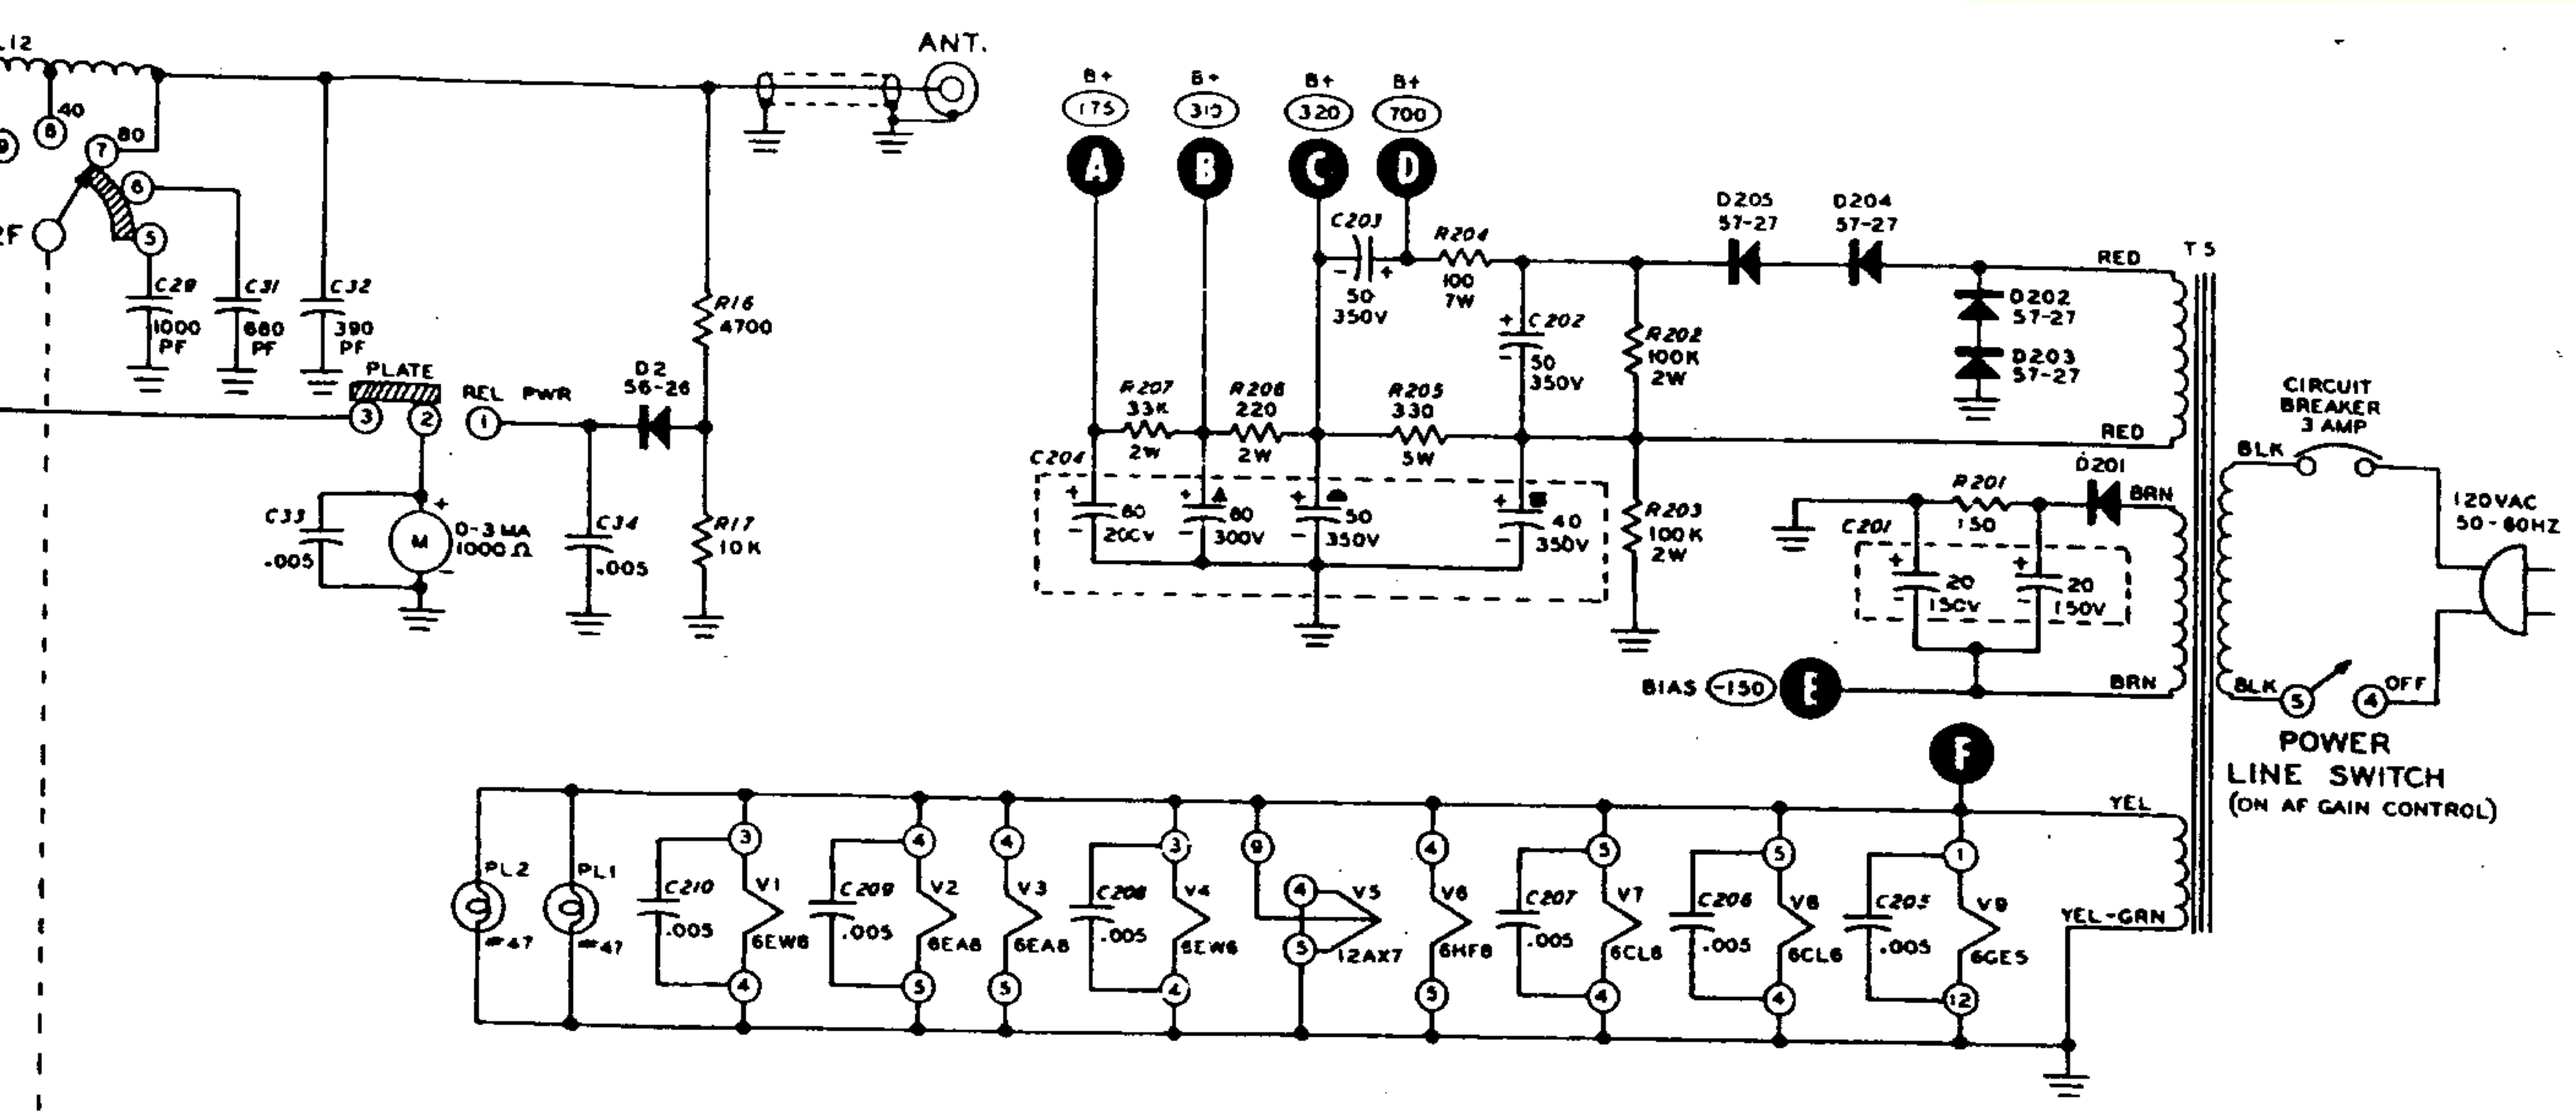 L12
ANT.
40
8
80
7
9
6
2F
5
C29
1000
PF
C31
680
PF
C32
390
PF
R16
4700
PLATE
3
2
REL PWR
1
D2
56-26
C33
.005
+
M
-
0-3 MA
1000 Ω
C34
.005
R17
10K
B+
175
A
B+
310
B
B+
320
C
B+
700
D
C203
- +
50
350V
R204
100
7W
C202
+
-
50
350V
R202
100K
2W
D205
57-27
D204
57-27
D202
57-27
D203
57-27
RED
T5
R207
33K
2W
R206
220
2W
R205
330
5W
RED
C204
+
-
+
-
+
-
50
350V
+
-
40
350V
R203
100K
2W
R201
150
D201
BRN
C201
+
-
20
150V
+
-
20
150V
BRN
BIAS -150 E
CIRCUIT
BREAKER
3 AMP
BLK
120VAC
50-60HZ
BLK
5
4
OFF
POWER
LINE SWITCH
(ON AF GAIN CONTROL)
F
YEL
YEL-GRN
PL2
#47
PL1
#47
C210
.005
3
V1
6EW6
4
C209
.005
4
V2
6EA8
5
4
V3
6EA8
5
C208
.005
3
V4
6EW6
4
9
4
5
V5
12AX7
4
V6
6HF8
5
C207
.005
5
V7
6CL6
4
C206
.005
5
V8
6CL6
4
C205
.005
1
V9
6GE5
12